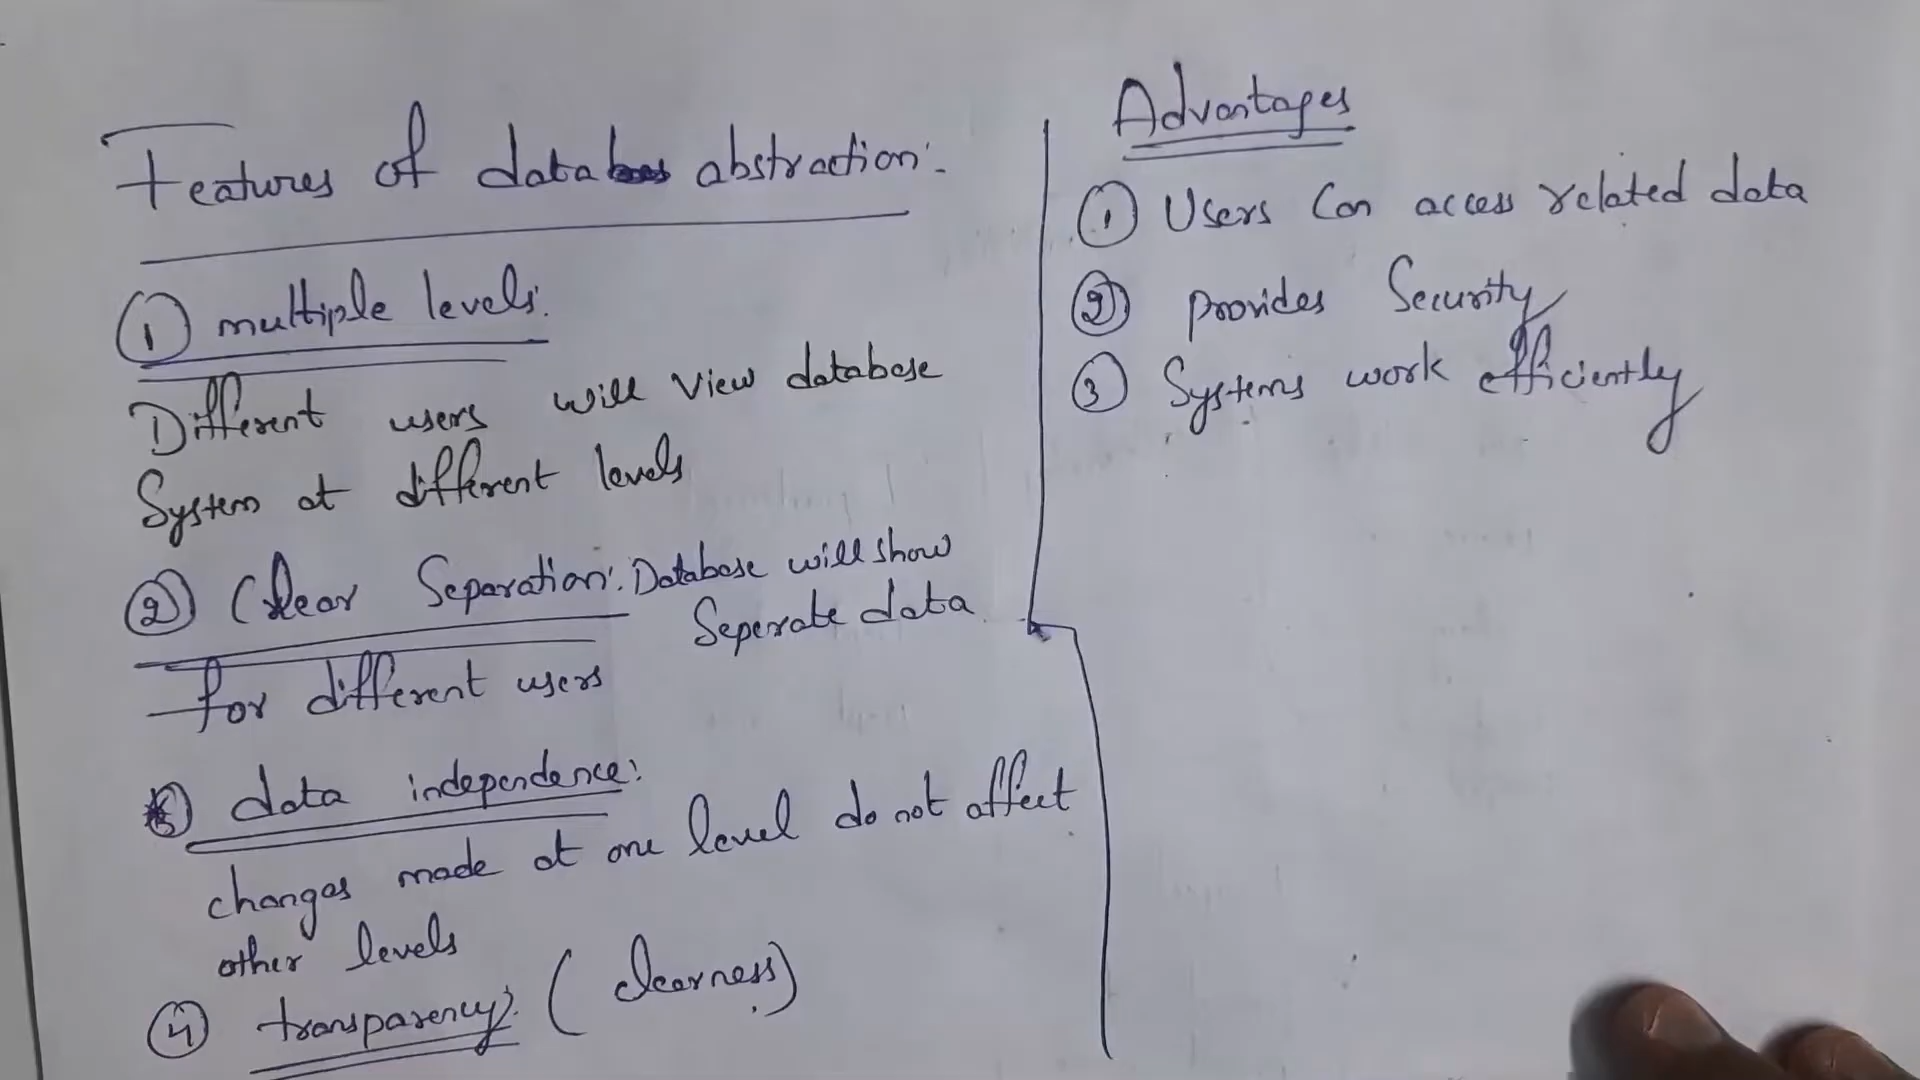 Features of data abstraction:
① multiple levels:
Different users will view database
System at different levels
② Clear Separation: Database will show
Seperate data
for different users
③ data independence:
changes made at one level do not affect
other levels
④ transparency: (clearness)
Advantages
① Users can access related data
② provides Security
③ Systems work efficiently